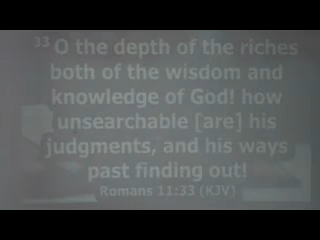 33 O the depth of the riches
both of the wisdom and
knowledge of God! how
unsearchable [are] his
judgments, and his ways
past finding out!
Romans 11:33 (KJV)